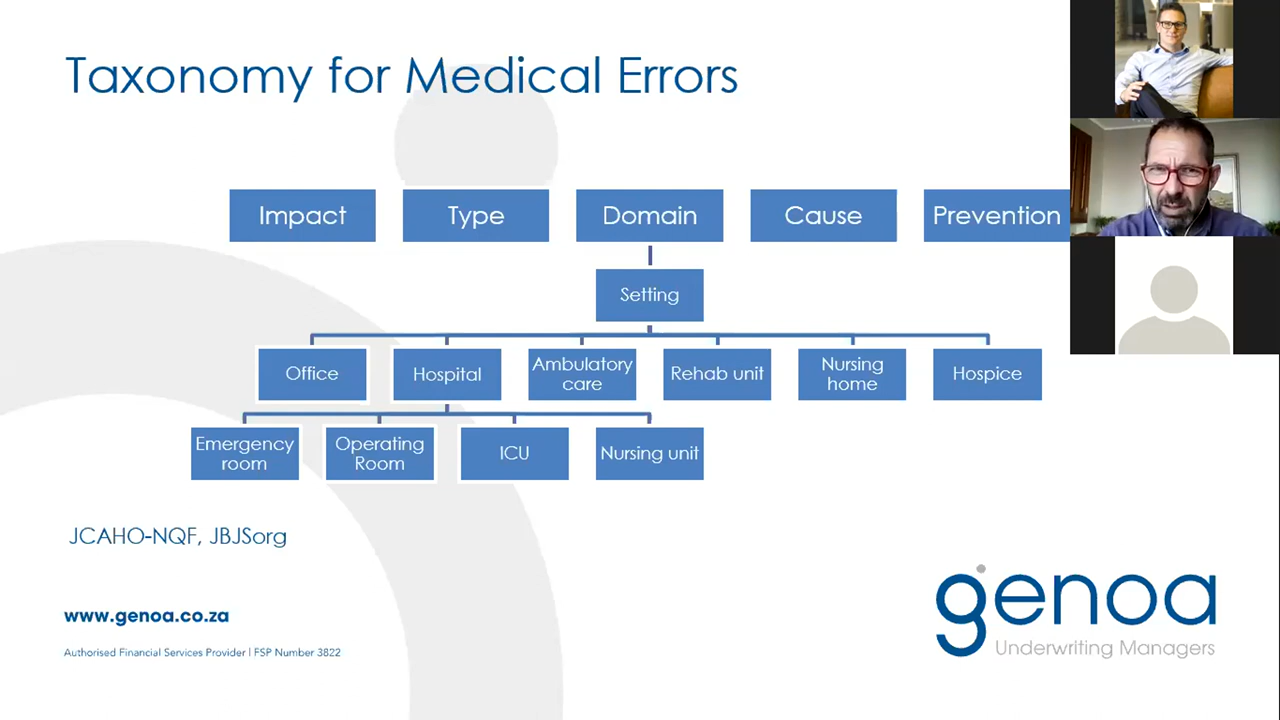 Taxonomy for Medical Errors
Impact
Type
Domain
Cause
Prevention
Setting
Office
Hospital
Ambulatory
care
Rehab unit
Nursing
home
Hospice
Emergency
room
Operating
Room
ICU
Nursing unit
JCAHO-NQF, JBJSorg
www.genoa.co.za
Authorised Financial Services Provider | FSP Number 3822
genoa
Underwriting Managers